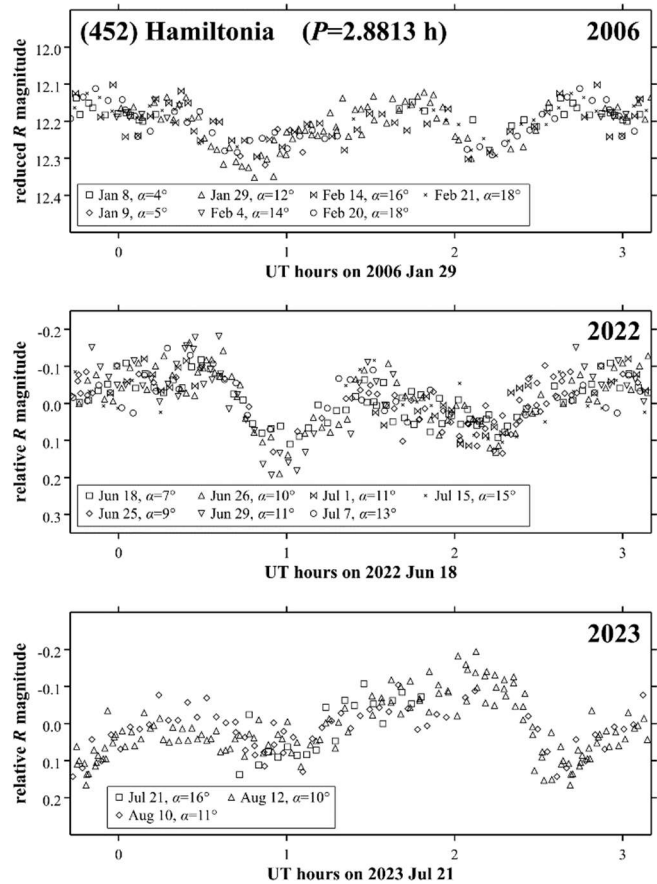 (452) Hamiltonia (P=2.8813 h) 2006
reduced R magnitude
12.0
12.1
12.2
12.3
12.4
Jan 8, α=4° Jan 29, α=12° Feb 14, α=16° Feb 21, α=18°
Jan 9, α=5° Feb 4, α=14° Feb 20, α=18°
0 1 2 3
UT hours on 2006 Jan 29
2022
relative R magnitude
-0.2
-0.1
0.0
0.1
0.2
0.3
Jun 18, α=7° Jun 26, α=10° Jul 1, α=11° Jul 15, α=15°
Jun 25, α=9° Jun 29, α=11° Jul 7, α=13°
0 1 2 3
UT hours on 2022 Jun 18
2023
relative R magnitude
-0.2
-0.1
0.0
0.1
0.2
Jul 21, α=16° Aug 12, α=10°
Aug 10, α=11°
0 1 2 3
UT hours on 2023 Jul 21